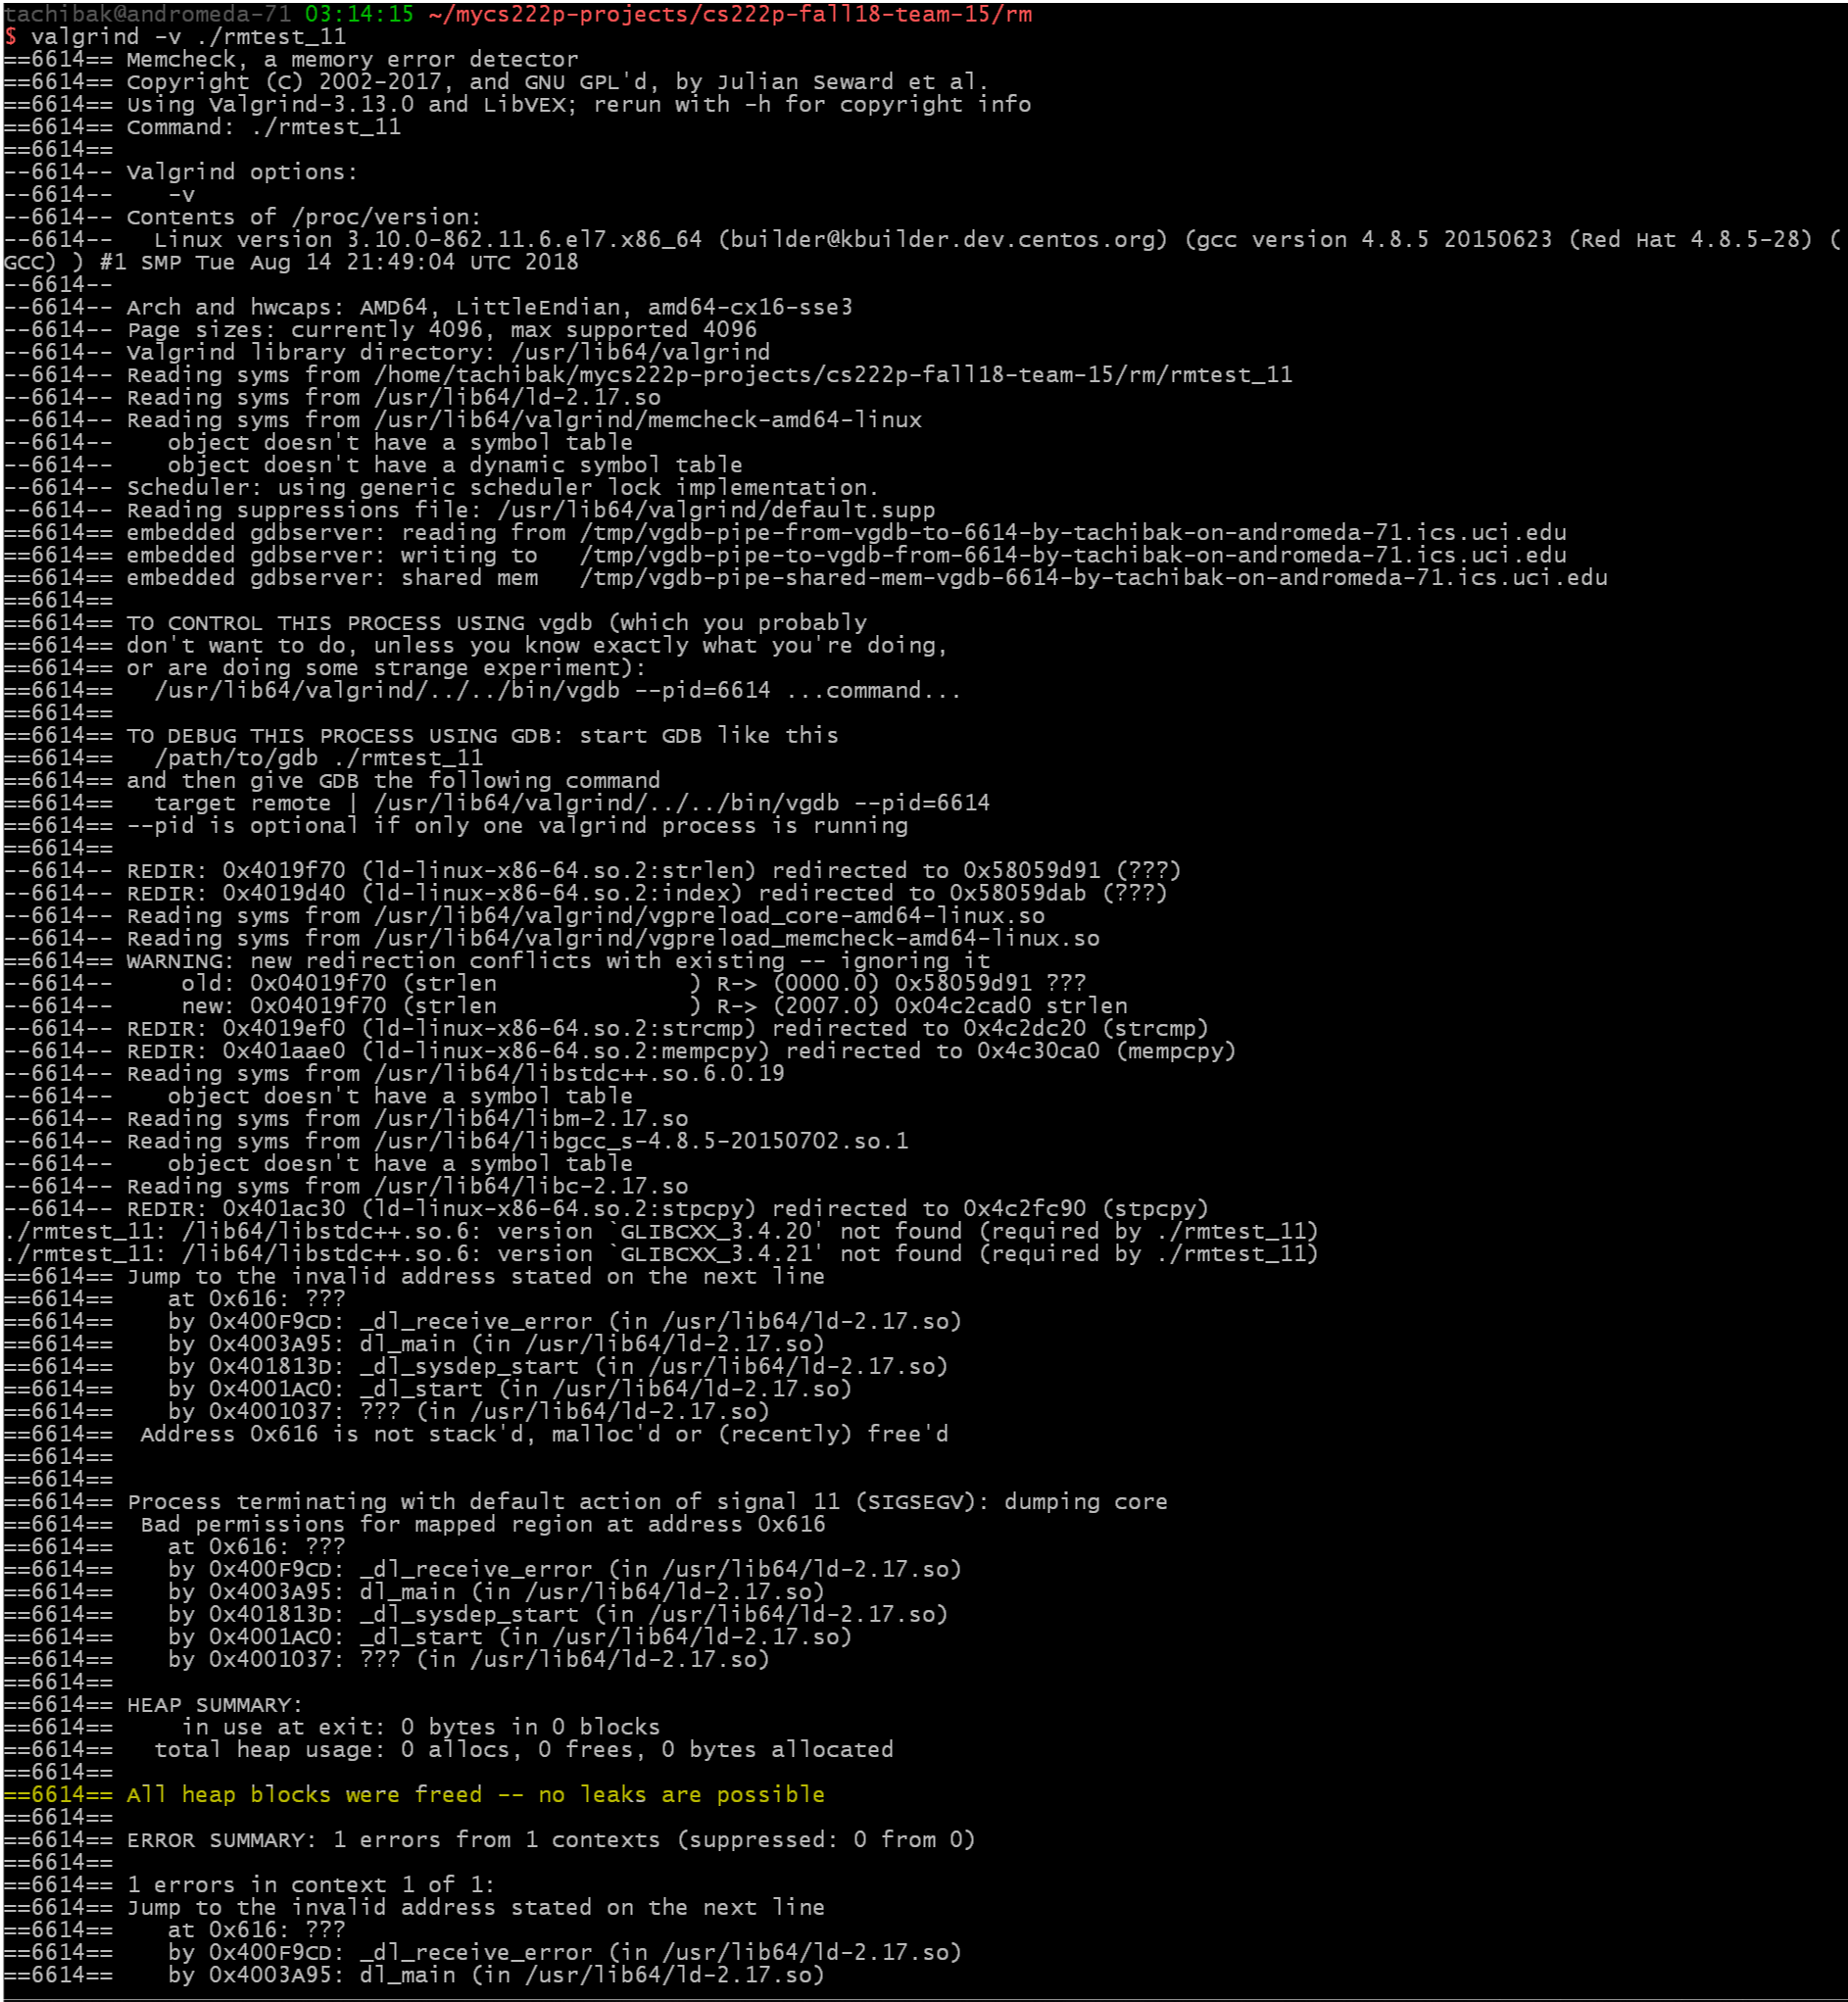 tachibak@andromeda-71 03:14:15 ~/mycs222p-projects/cs222p-fall18-team-15/rm
$ valgrind -v ./rmtest_11
==6614== Memcheck, a memory error detector
==6614== Copyright (C) 2002-2017, and GNU GPL'd, by Julian Seward et al.
==6614== Using Valgrind-3.13.0 and LibVEX; rerun with -h for copyright info
==6614== Command: ./rmtest_11
==6614==
--6614-- Valgrind options:
--6614--    -v
--6614-- Contents of /proc/version:
--6614--   Linux version 3.10.0-862.11.6.el7.x86_64 (builder@kbuilder.dev.centos.org) (gcc version 4.8.5 20150623 (Red Hat 4.8.5-28) (
GCC) ) #1 SMP Tue Aug 14 21:49:04 UTC 2018
--6614--
--6614-- Arch and hwcaps: AMD64, LittleEndian, amd64-cx16-sse3
--6614-- Page sizes: currently 4096, max supported 4096
--6614-- Valgrind library directory: /usr/lib64/valgrind
--6614-- Reading syms from /home/tachibak/mycs222p-projects/cs222p-fall18-team-15/rm/rmtest_11
--6614-- Reading syms from /usr/lib64/ld-2.17.so
--6614-- Reading syms from /usr/lib64/valgrind/memcheck-amd64-linux
--6614--    object doesn't have a symbol table
--6614--    object doesn't have a dynamic symbol table
--6614-- Scheduler: using generic scheduler lock implementation.
--6614-- Reading suppressions file: /usr/lib64/valgrind/default.supp
==6614== embedded gdbserver: reading from /tmp/vgdb-pipe-from-vgdb-to-6614-by-tachibak-on-andromeda-71.ics.uci.edu
==6614== embedded gdbserver: writing to   /tmp/vgdb-pipe-to-vgdb-from-6614-by-tachibak-on-andromeda-71.ics.uci.edu
==6614== embedded gdbserver: shared mem   /tmp/vgdb-pipe-shared-mem-vgdb-6614-by-tachibak-on-andromeda-71.ics.uci.edu
==6614==
==6614== TO CONTROL THIS PROCESS USING vgdb (which you probably
==6614== don't want to do, unless you know exactly what you're doing,
==6614== or are doing some strange experiment):
==6614==   /usr/lib64/valgrind/../../bin/vgdb --pid=6614 ...command...
==6614==
==6614== TO DEBUG THIS PROCESS USING GDB: start GDB like this
==6614==   /path/to/gdb ./rmtest_11
==6614== and then give GDB the following command
==6614==   target remote | /usr/lib64/valgrind/../../bin/vgdb --pid=6614
==6614== --pid is optional if only one valgrind process is running
==6614==
--6614-- REDIR: 0x4019f70 (ld-linux-x86-64.so.2:strlen) redirected to 0x58059d91 (???)
--6614-- REDIR: 0x4019d40 (ld-linux-x86-64.so.2:index) redirected to 0x58059dab (???)
--6614-- Reading syms from /usr/lib64/valgrind/vgpreload_core-amd64-linux.so
--6614-- Reading syms from /usr/lib64/valgrind/vgpreload_memcheck-amd64-linux.so
==6614== WARNING: new redirection conflicts with existing -- ignoring it
--6614--     old: 0x04019f70 (strlen              ) R-> (0000.0) 0x58059d91 ???
--6614--     new: 0x04019f70 (strlen              ) R-> (2007.0) 0x04c2cad0 strlen
--6614-- REDIR: 0x4019ef0 (ld-linux-x86-64.so.2:strcmp) redirected to 0x4c2dc20 (strcmp)
--6614-- REDIR: 0x401aae0 (ld-linux-x86-64.so.2:mempcpy) redirected to 0x4c30ca0 (mempcpy)
--6614-- Reading syms from /usr/lib64/libstdc++.so.6.0.19
--6614--    object doesn't have a symbol table
--6614-- Reading syms from /usr/lib64/libm-2.17.so
--6614-- Reading syms from /usr/lib64/libgcc_s-4.8.5-20150702.so.1
--6614--    object doesn't have a symbol table
--6614-- Reading syms from /usr/lib64/libc-2.17.so
--6614-- REDIR: 0x401ac30 (ld-linux-x86-64.so.2:stpcpy) redirected to 0x4c2fc90 (stpcpy)
./rmtest_11: /lib64/libstdc++.so.6: version `GLIBCXX_3.4.20' not found (required by ./rmtest_11)
./rmtest_11: /lib64/libstdc++.so.6: version `GLIBCXX_3.4.21' not found (required by ./rmtest_11)
==6614== Jump to the invalid address stated on the next line
==6614==    at 0x616: ???
==6614==    by 0x400F9CD: _dl_receive_error (in /usr/lib64/ld-2.17.so)
==6614==    by 0x4003A95: dl_main (in /usr/lib64/ld-2.17.so)
==6614==    by 0x401813D: _dl_sysdep_start (in /usr/lib64/ld-2.17.so)
==6614==    by 0x4001AC0: _dl_start (in /usr/lib64/ld-2.17.so)
==6614==    by 0x4001037: ??? (in /usr/lib64/ld-2.17.so)
==6614==  Address 0x616 is not stack'd, malloc'd or (recently) free'd
==6614==
==6614==
==6614== Process terminating with default action of signal 11 (SIGSEGV): dumping core
==6614==  Bad permissions for mapped region at address 0x616
==6614==    at 0x616: ???
==6614==    by 0x400F9CD: _dl_receive_error (in /usr/lib64/ld-2.17.so)
==6614==    by 0x4003A95: dl_main (in /usr/lib64/ld-2.17.so)
==6614==    by 0x401813D: _dl_sysdep_start (in /usr/lib64/ld-2.17.so)
==6614==    by 0x4001AC0: _dl_start (in /usr/lib64/ld-2.17.so)
==6614==    by 0x4001037: ??? (in /usr/lib64/ld-2.17.so)
==6614==
==6614== HEAP SUMMARY:
==6614==     in use at exit: 0 bytes in 0 blocks
==6614==   total heap usage: 0 allocs, 0 frees, 0 bytes allocated
==6614==
==6614== All heap blocks were freed -- no leaks are possible
==6614==
==6614== ERROR SUMMARY: 1 errors from 1 contexts (suppressed: 0 from 0)
==6614==
==6614== 1 errors in context 1 of 1:
==6614== Jump to the invalid address stated on the next line
==6614==    at 0x616: ???
==6614==    by 0x400F9CD: _dl_receive_error (in /usr/lib64/ld-2.17.so)
==6614==    by 0x4003A95: dl_main (in /usr/lib64/ld-2.17.so)